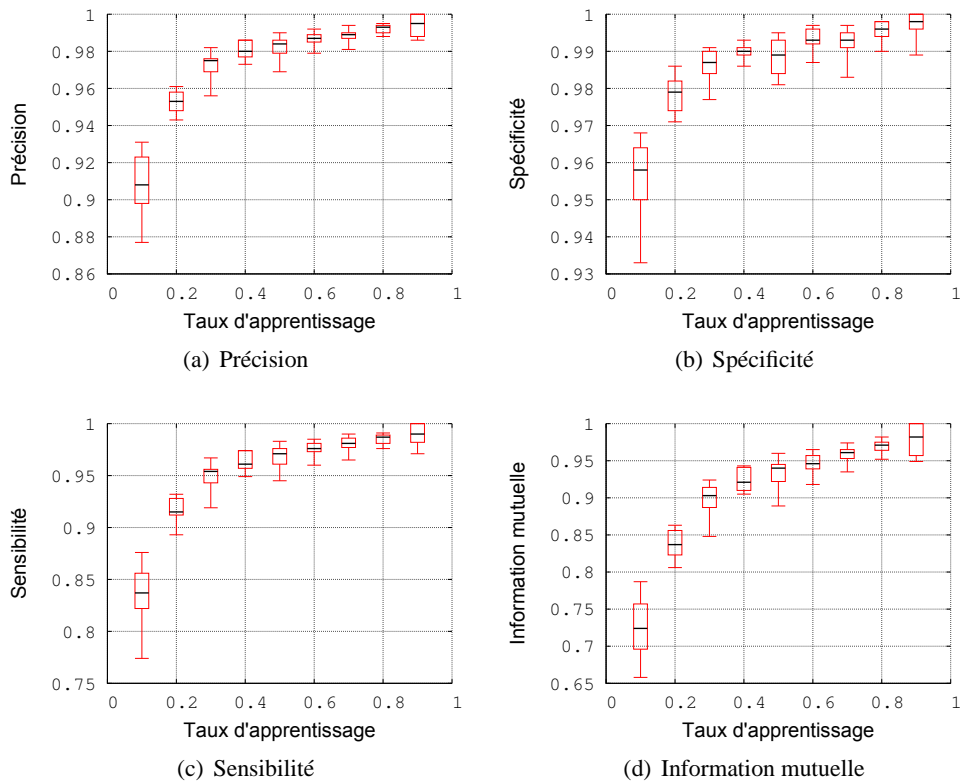 1
0.98
0.96
0.94
0.92
0.9
0.88
0.86
Précision
0 0.2 0.4 0.6 0.8 1
Taux d'apprentissage
(a) Précision
1
0.99
0.98
0.97
0.96
0.95
0.94
0.93
Spécificité
0 0.2 0.4 0.6 0.8 1
Taux d'apprentissage
(b) Spécificité
1
0.95
0.9
0.85
0.8
0.75
Sensibilité
0 0.2 0.4 0.6 0.8 1
Taux d'apprentissage
(c) Sensibilité
1
0.95
0.9
0.85
0.8
0.75
0.7
0.65
Information mutuelle
0 0.2 0.4 0.6 0.8 1
Taux d'apprentissage
(d) Information mutuelle